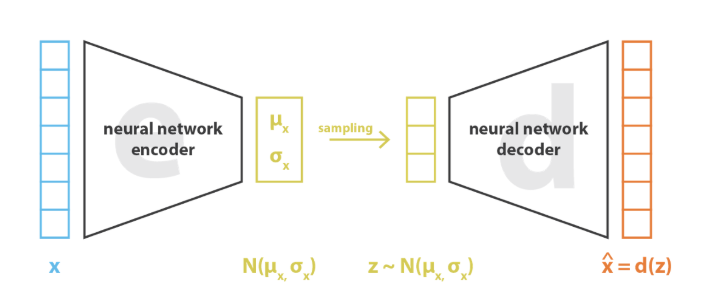 e
neural network
encoder
μₓ
σₓ
sampling
d
neural network
decoder
x
N(μₓ, σₓ)
z ~ N(μₓ, σₓ)
x̂ = d(z)